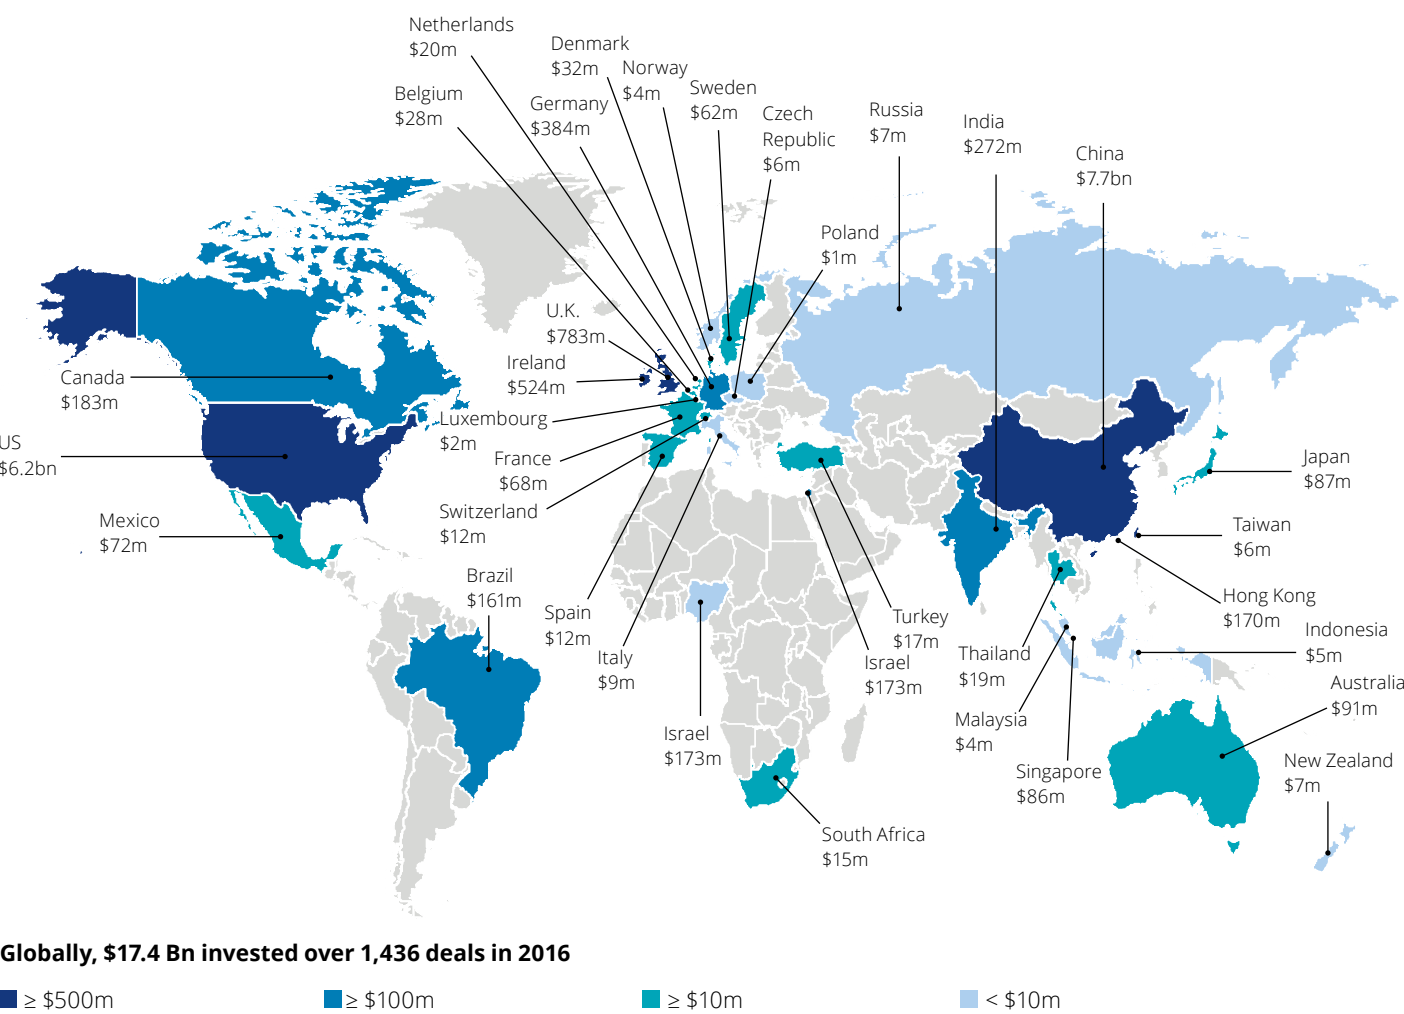 Netherlands
$20m
Denmark
$32m
Norway
$4m
Sweden
$62m
Belgium
$28m
Germany
$384m
Czech
Republic
$6m
Russia
$7m
India
$272m
China
$7.7bn
Poland
$1m
U.K.
$783m
Ireland
$524m
Canada
$183m
Luxembourg
$2m
US
$6.2bn
France
$68m
Switzerland
$12m
Mexico
$72m
Japan
$87m
Taiwan
$6m
Brazil
$161m
Spain
$12m
Italy
$9m
Turkey
$17m
Israel
$173m
Hong Kong
$170m
Indonesia
$5m
Thailand
$19m
Australia
$91m
Malaysia
$4m
Israel
$173m
Singapore
$86m
New Zealand
$7m
South Africa
$15m
Globally, $17.4 Bn invested over 1,436 deals in 2016
≥ $500m
≥ $100m
≥ $10m
< $10m